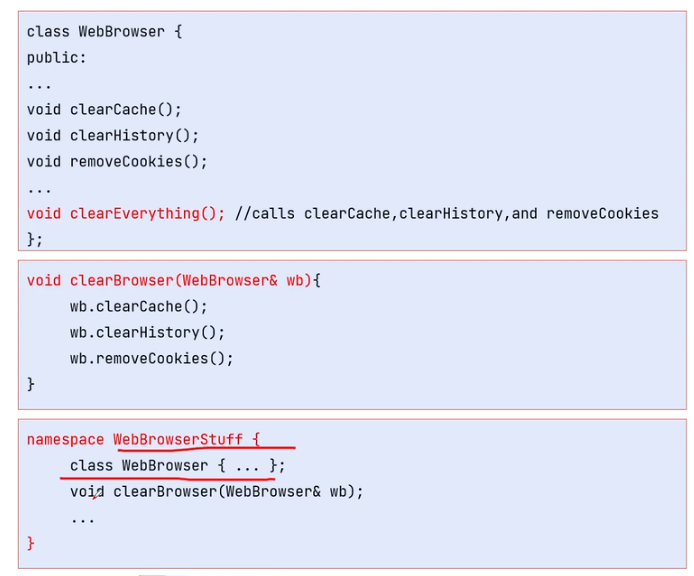 class WebBrowser {
public:
...
void clearCache();
void clearHistory();
void removeCookies();
...
void clearEverything(); //calls clearCache,clearHistory,and removeCookies
};
void clearBrowser(WebBrowser& wb){
wb.clearCache();
wb.clearHistory();
wb.removeCookies();
}
namespace WebBrowserStuff {
class WebBrowser { ... };
void clearBrowser(WebBrowser& wb);
...
}